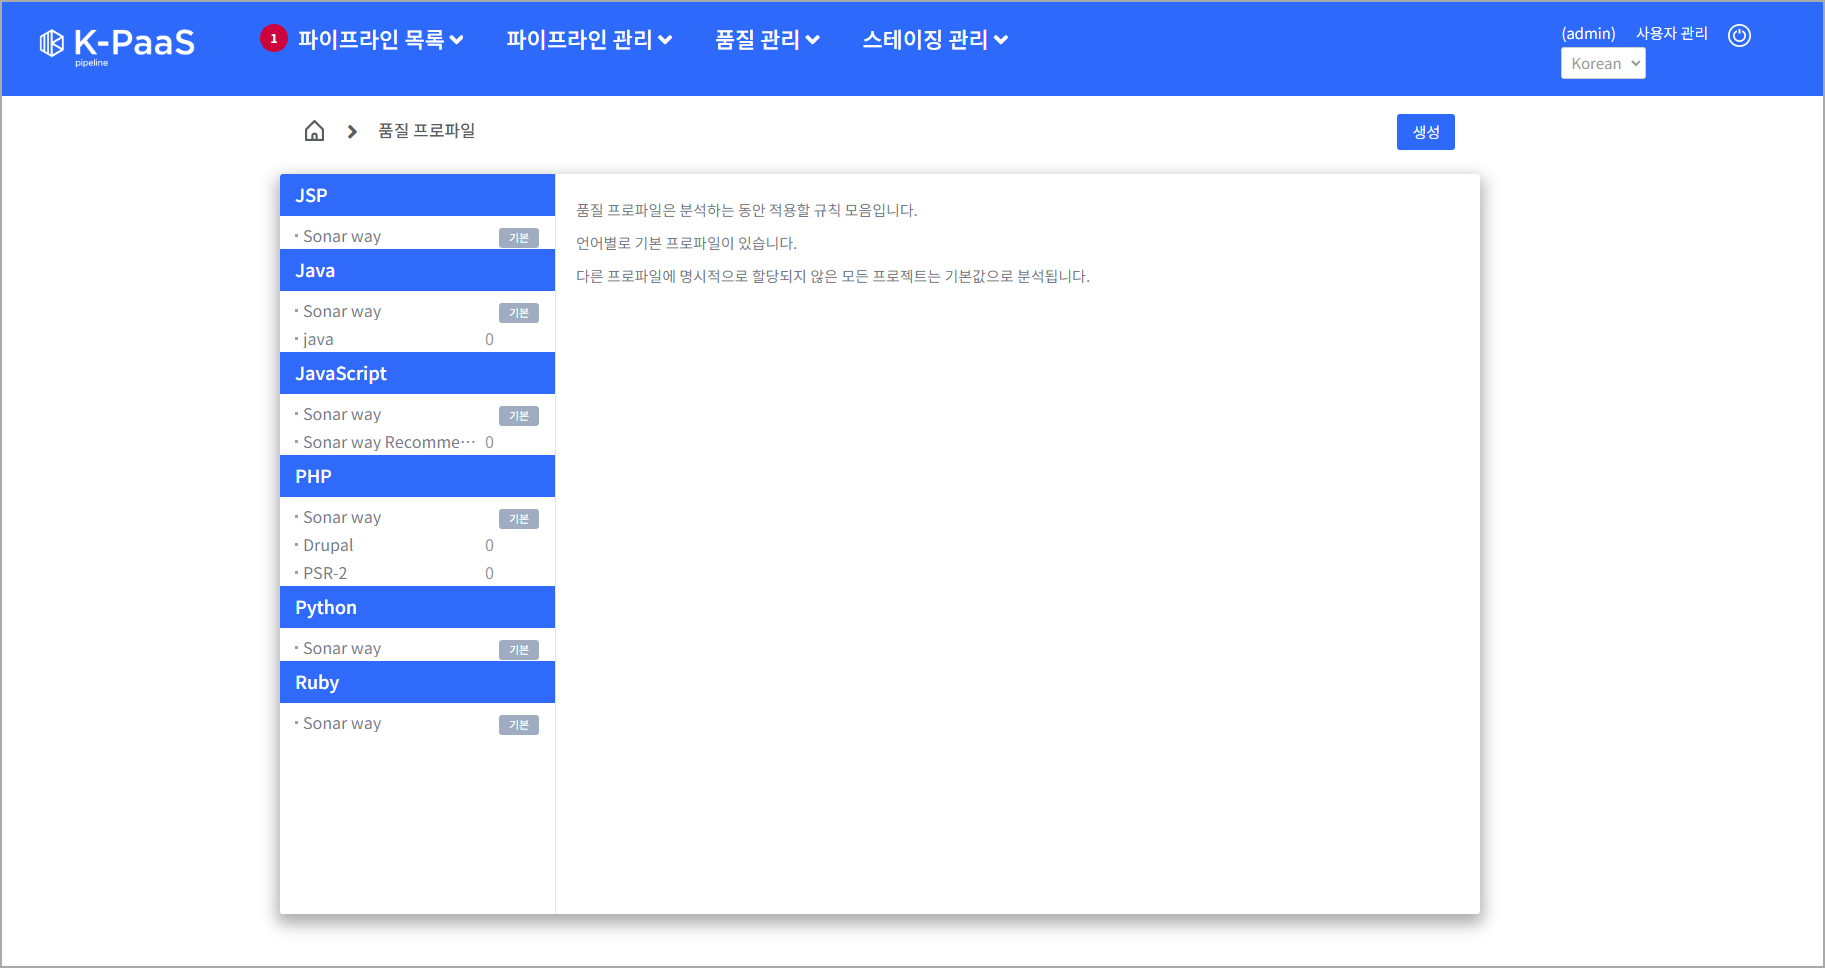 K-PaaS
pipeline
1
파이프라인 목록
파이프라인 관리
품질 관리
스테이징 관리
(admin)
사용자 관리
Korean
품질 프로파일
생성
JSP
· Sonar way 기본
Java
· Sonar way 기본
· java 0
JavaScript
· Sonar way 기본
· Sonar way Recomme··· 0
PHP
· Sonar way 기본
· Drupal 0
· PSR-2 0
Python
· Sonar way 기본
Ruby
· Sonar way 기본
품질 프로파일은 분석하는 동안 적용할 규칙 모음입니다.
언어별로 기본 프로파일이 있습니다.
다른 프로파일에 명시적으로 할당되지 않은 모든 프로젝트는 기본값으로 분석됩니다.